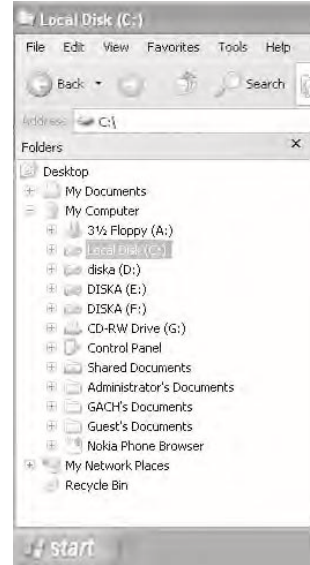 Local Disk (C:)
File Edit View Favorites Tools Help
Back Search
Address C:\
Folders ×
Desktop
My Documents
My Computer
3½ Floppy (A:)
Local Disk (C:)
diska (D:)
DISKA (E:)
DISKA (F:)
CD-RW Drive (G:)
Control Panel
Shared Documents
Administrator's Documents
GACH's Documents
Guest's Documents
Nokia Phone Browser
My Network Places
Recycle Bin
start